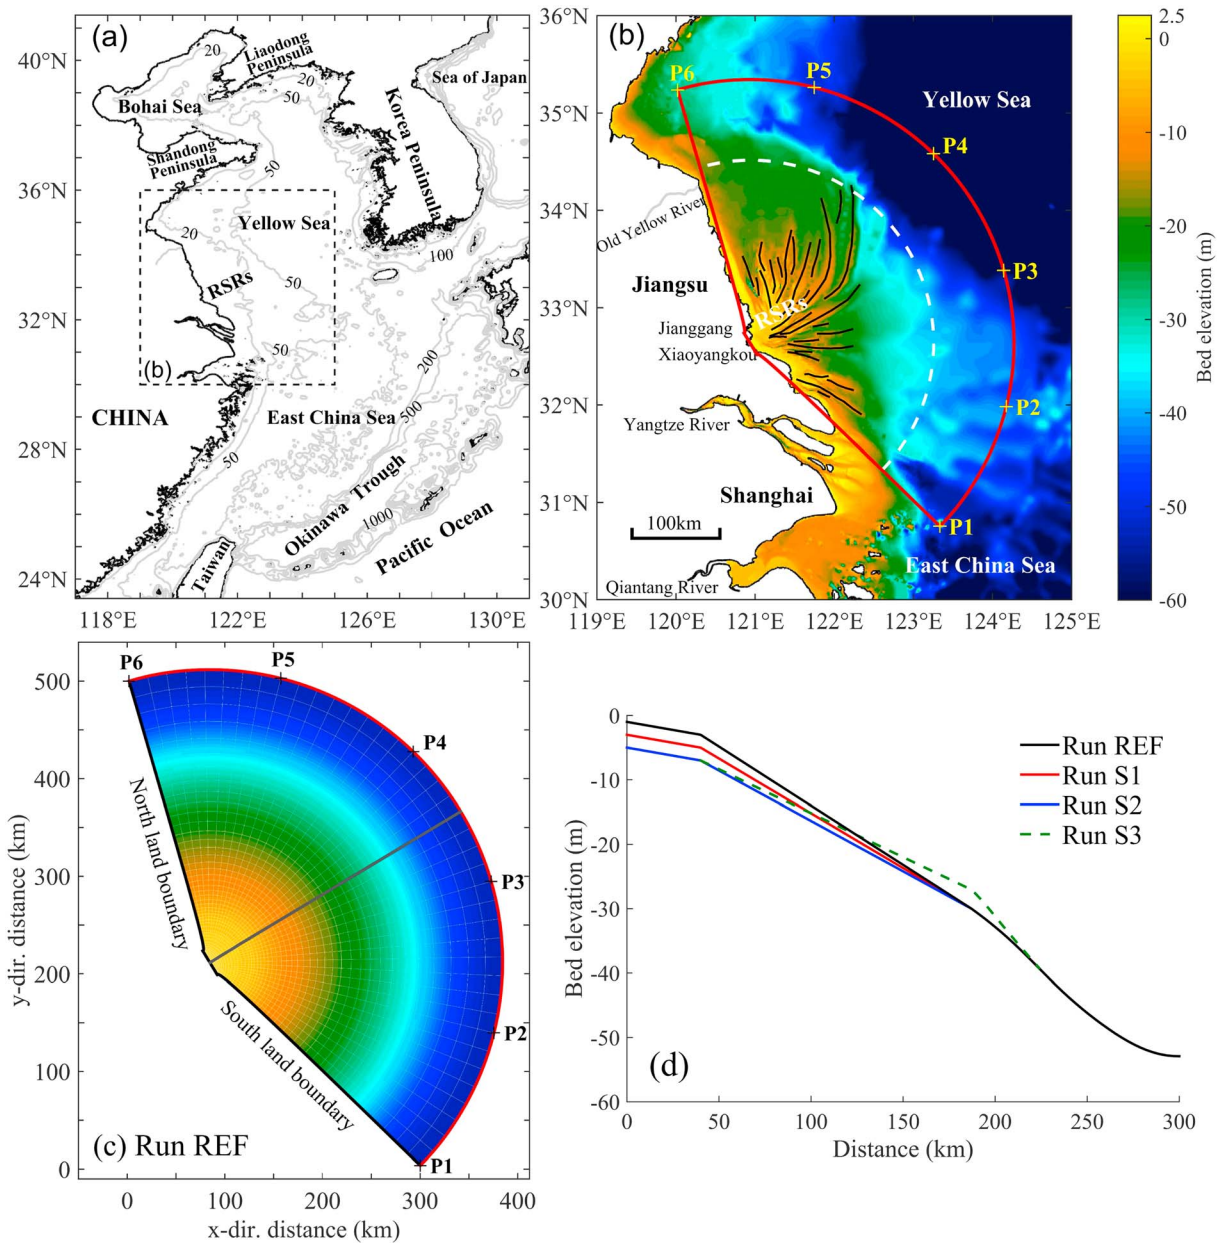 (a)
40°N
36°N
32°N
28°N
24°N
118°E
122°E
126°E
130°E
20
Liaodong
Peninsula
20
50
Sea of Japan
Bohai Sea
Korea Peninsula
Shandong
Peninsula
50
Yellow Sea
20
100
RSRs
50
50
200
(b)
CHINA
East China Sea
500
50
Okinawa Trough
1000
Pacific Ocean
Taiwan
(b)
36°N
35°N
34°N
33°N
32°N
31°N
30°N
119°E
120°E
121°E
122°E
123°E
124°E
125°E
P6
P5
Yellow Sea
P4
Old Yellow River
P3
Jiangsu
RSRs
Jianggang
Xiaoyangkou
P2
Yangtze River
Shanghai
P1
100km
East China Sea
Qiantang River
2.5
0
-10
-20
-30
-40
-50
-60
Bed elevation (m)
P6
P5
P4
P3
P2
P1
500
400
300
200
100
0
y-dir. distance (km)
North land boundary
South land boundary
(c) Run REF
0
100
200
300
400
x-dir. distance (km)
0
-10
-20
-30
-40
-50
-60
Bed elevation (m)
Run REF
Run S1
Run S2
Run S3
(d)
0
50
100
150
200
250
300
Distance (km)